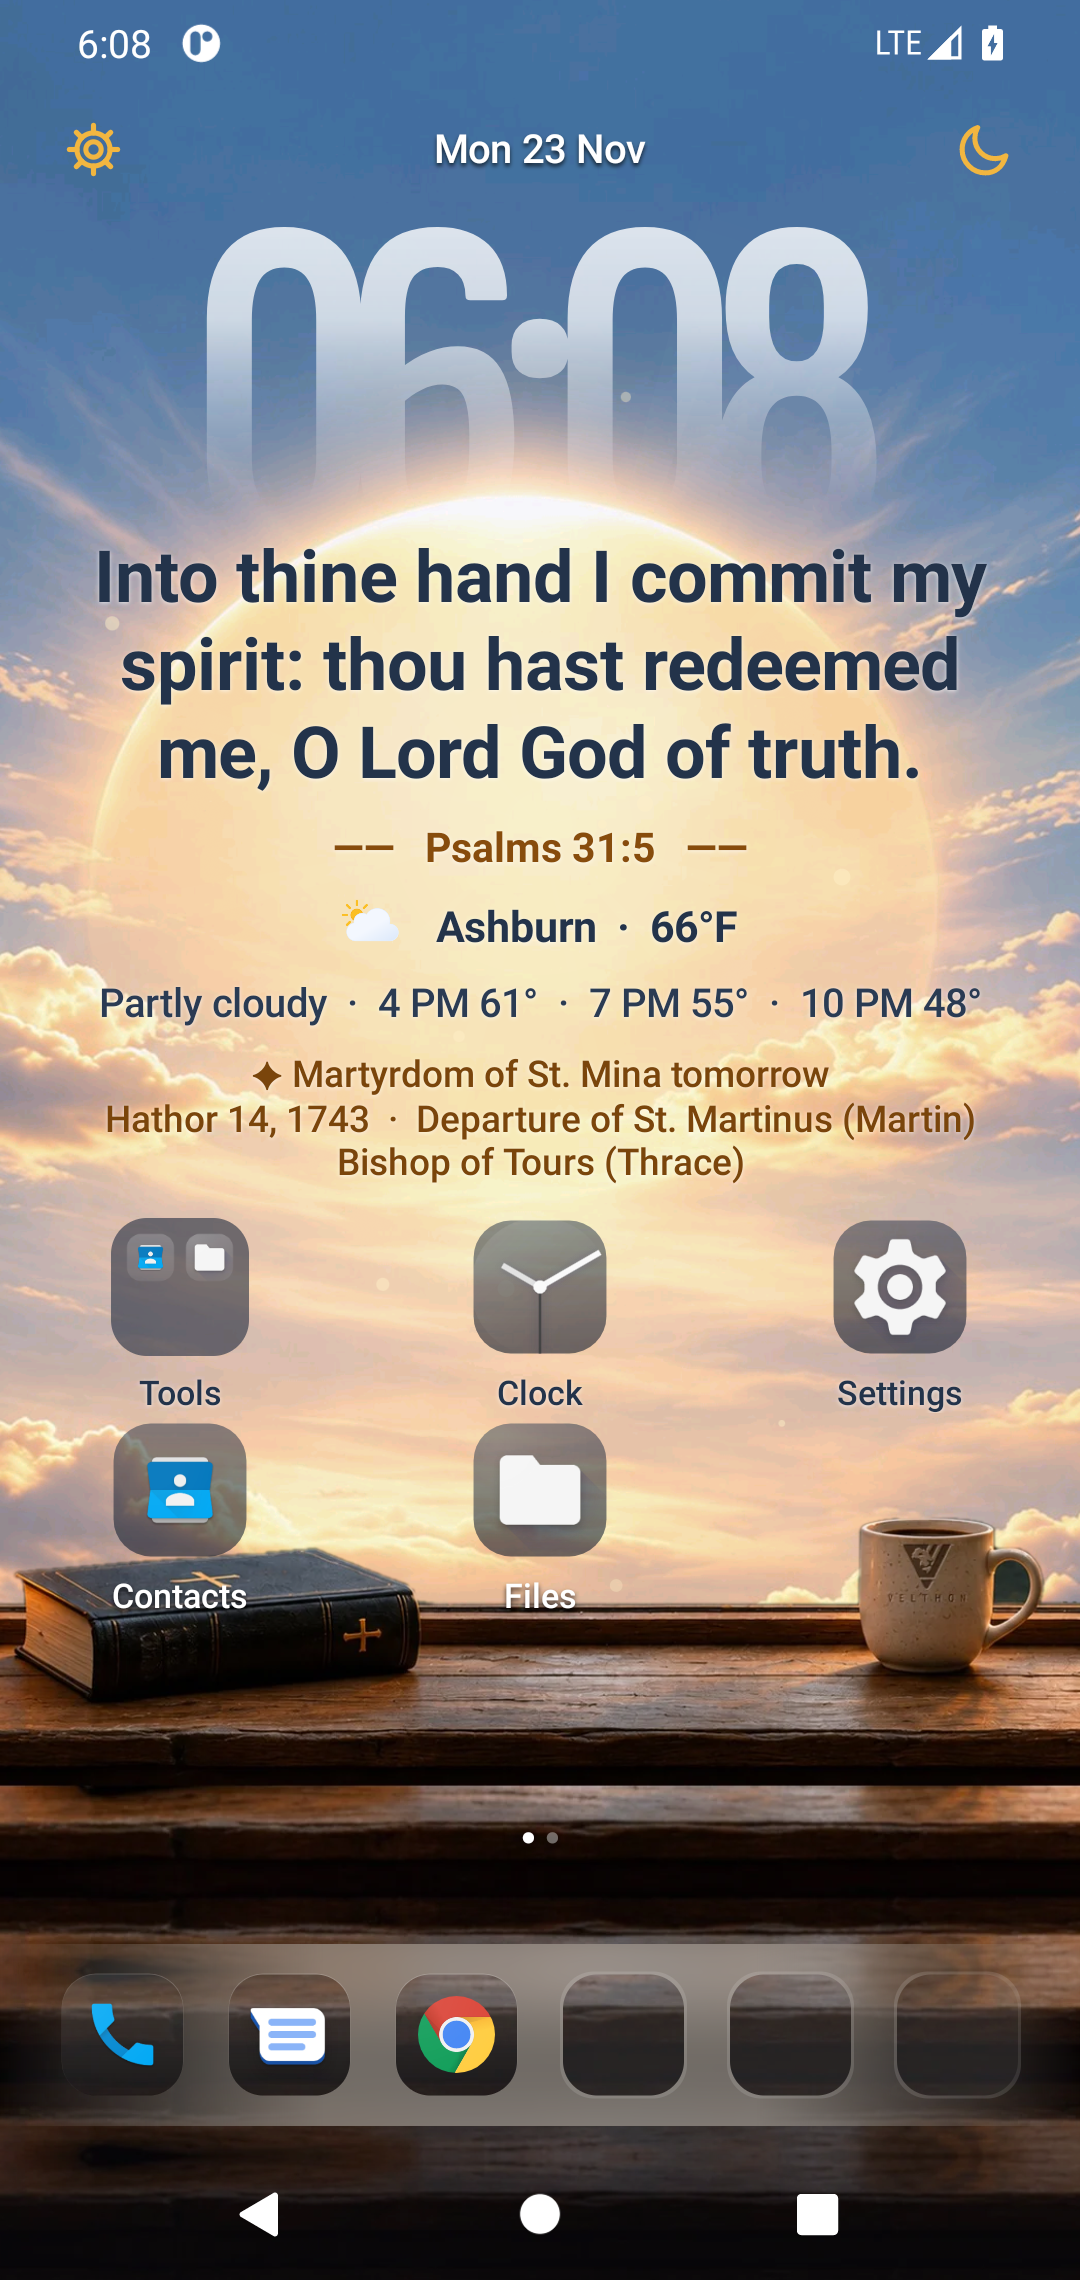 6:08
LTE
Mon 23 Nov
06:08
Into thine hand I commit my
spirit: thou hast redeemed
me, O Lord God of truth.
—— Psalms 31:5 ——
Ashburn · 66°F
Partly cloudy · 4 PM 61° · 7 PM 55° · 10 PM 48°
✦ Martyrdom of St. Mina tomorrow
Hathor 14, 1743 · Departure of St. Martinus (Martin)
Bishop of Tours (Thrace)
Tools
Clock
Settings
Contacts
Files
VELTHON